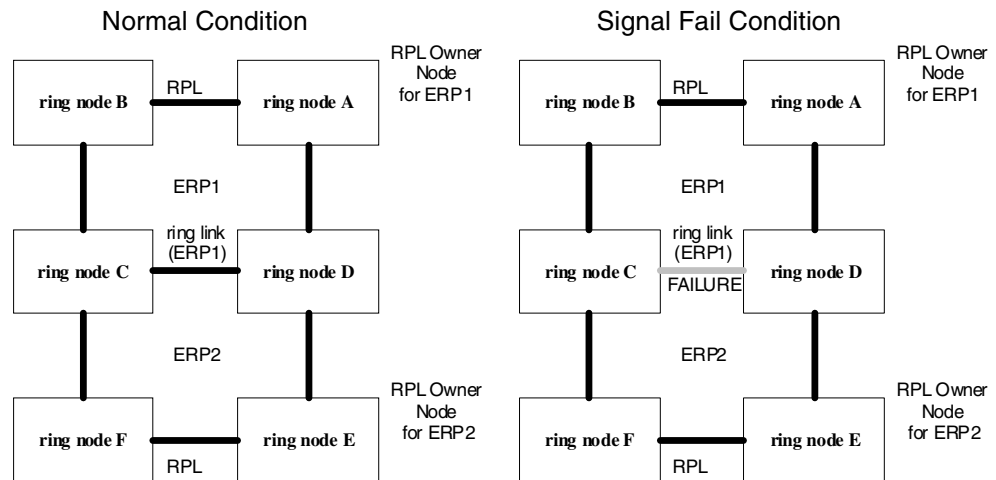 Normal Condition
RPL Owner
Node
for ERP1
ring node B
RPL
ring node A
ERP1
ring link
(ERP1)
ring node C
ring node D
ERP2
RPL Owner
Node
for ERP2
ring node F
RPL
ring node E
Signal Fail Condition
RPL Owner
Node
for ERP1
ring node B
RPL
ring node A
ERP1
ring link
(ERP1)
ring node C
FAILURE
ring node D
ERP2
RPL Owner
Node
for ERP2
ring node F
RPL
ring node E